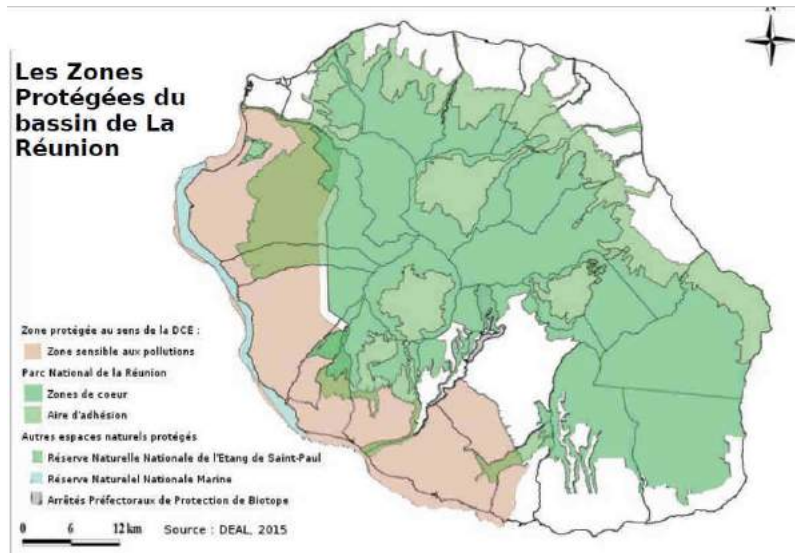 N
Les Zones
Protégées du
bassin de La
Réunion
Zone protégée au sens de la DCE :
Zone sensible aux pollutions
Parc National de la Réunion
Zones de coeur
Aire d'adhésion
Autres espaces naturels protégés
Réserve Naturelle Nationale de l'Etang de Saint-Paul
Réserve Naturelel Nationale Marine
Arrêtés Préfectoraux de Protection de Biotope
0 6 12 km
Source : DEAL, 2015